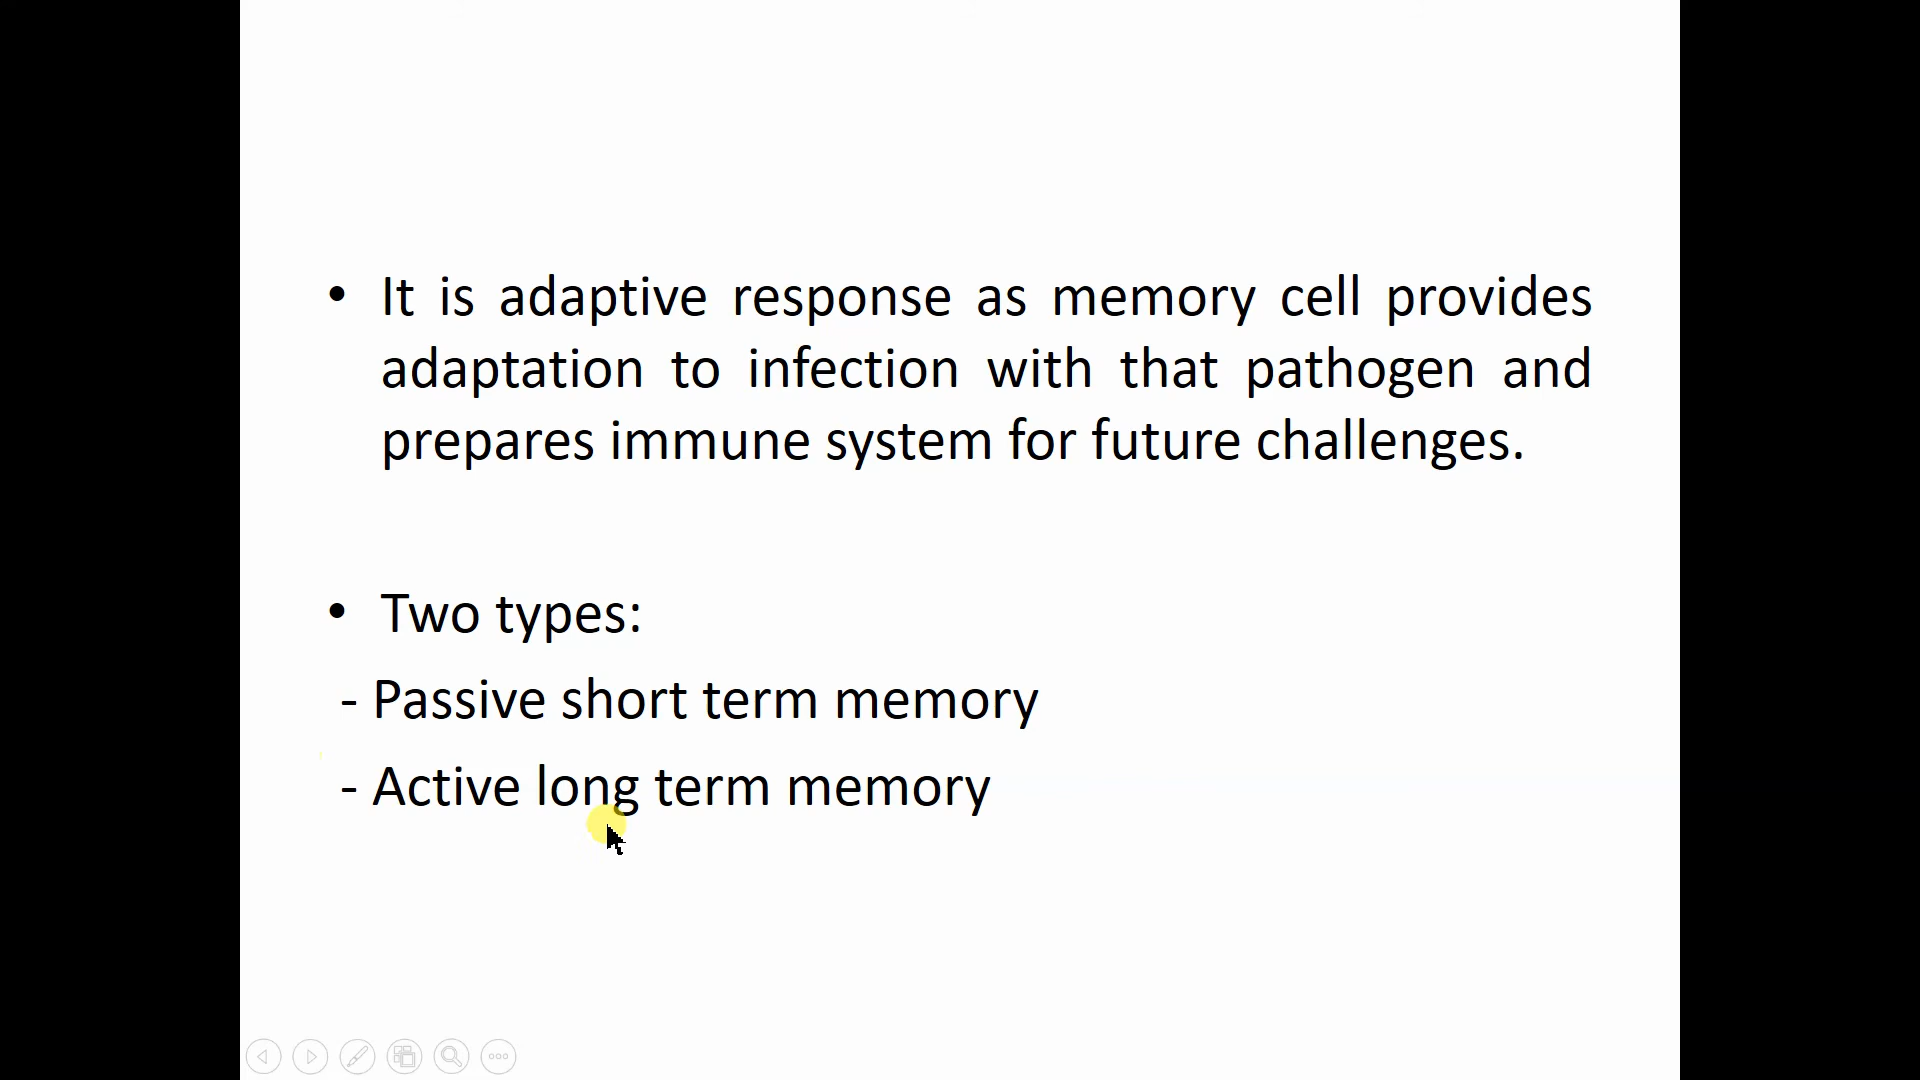 • It is adaptive response as memory cell provides
adaptation to infection with that pathogen and
prepares immune system for future challenges.
• Two types:
- Passive short term memory
- Active long term memory